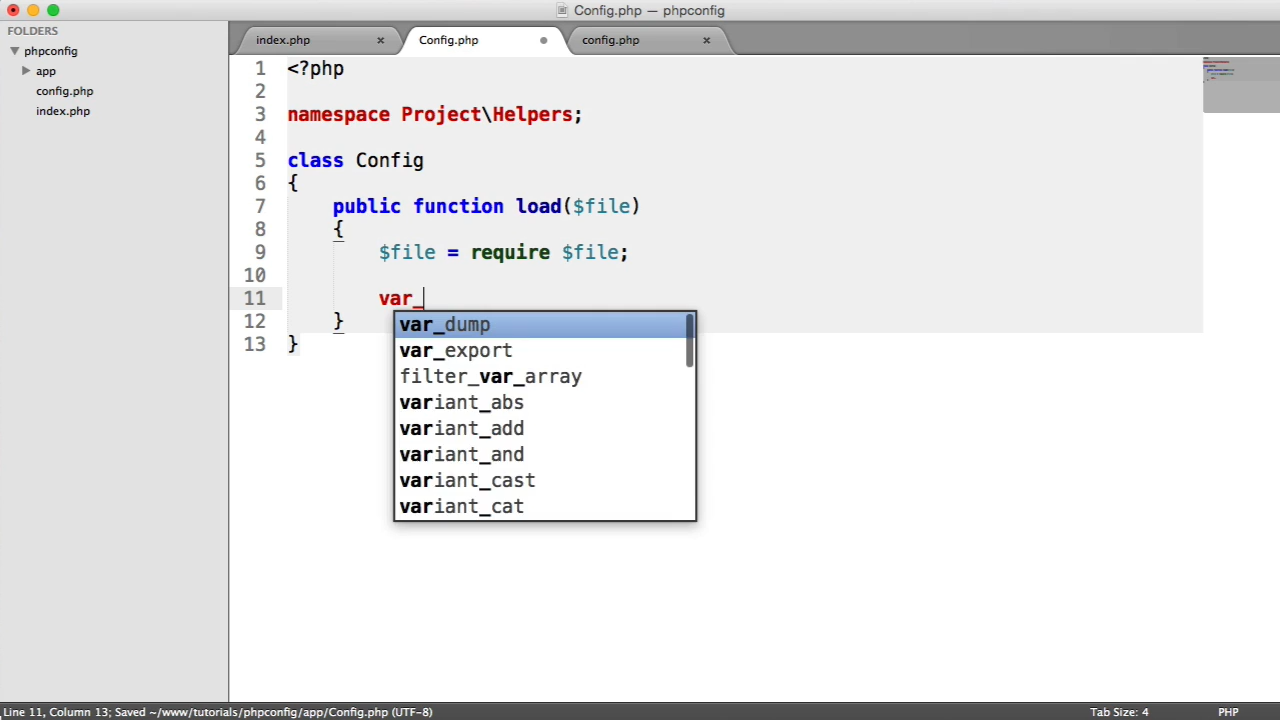 Config.php — phpconfig
FOLDERS
phpconfig
app
config.php
index.php
index.php ×
Config.php
config.php ×
1 <?php
2
3 namespace Project\Helpers;
4
5 class Config
6 {
7 public function load($file)
8 {
9 $file = require $file;
10
11 var_
12 }
13 }
var_dump
var_export
filter_var_array
variant_abs
variant_add
variant_and
variant_cast
variant_cat
Line 11, Column 13; Saved ~/www/tutorials/phpconfig/app/Config.php (UTF-8)
Tab Size: 4
PHP